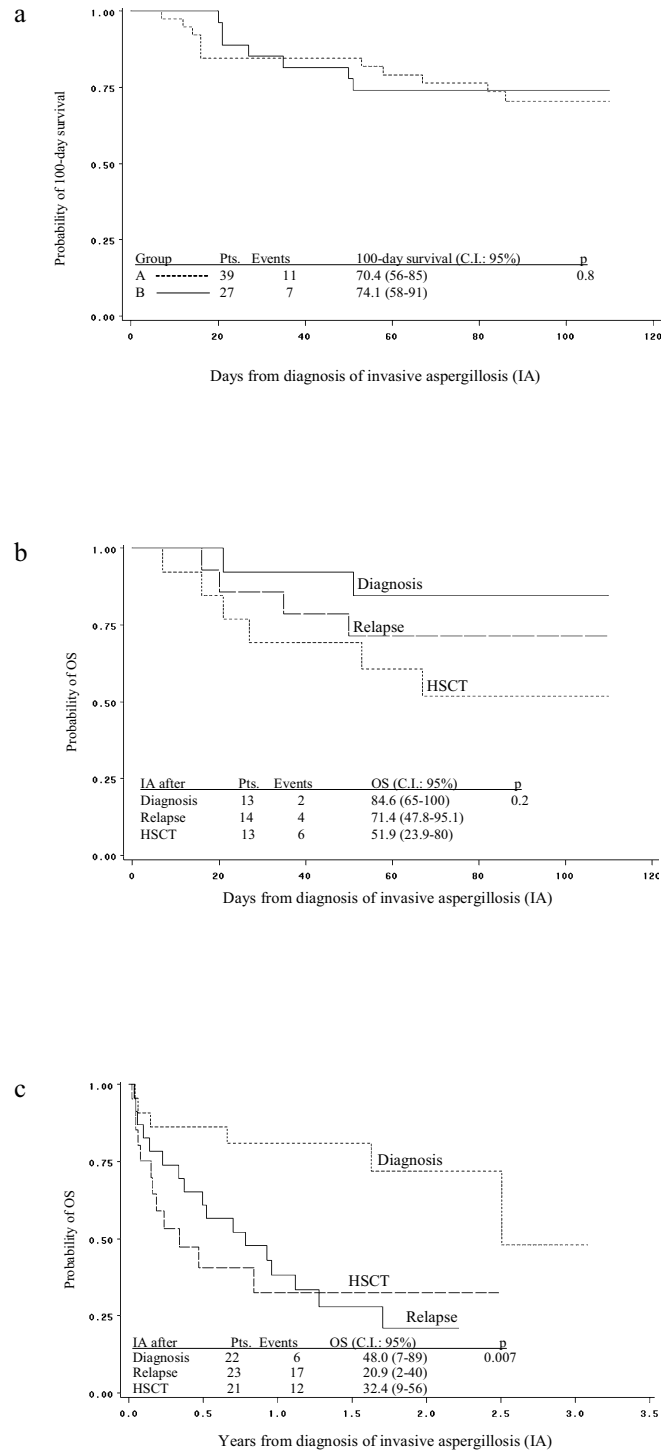 a
1.00
0.75
0.50
0.25
0.00
Probability of 100-day survival
Group Pts. Events 100-day survival (C.I.: 95%) p
A 39 11 70.4 (56-85) 0.8
B 27 7 74.1 (58-91)
0 20 40 60 80 100 120
Days from diagnosis of invasive aspergillosis (IA)
b
1.00
0.75
0.50
0.25
0.00
Probability of OS
Diagnosis
Relapse
HSCT
IA after Pts. Events OS (C.I.: 95%) p
Diagnosis 13 2 84.6 (65-100) 0.2
Relapse 14 4 71.4 (47.8-95.1)
HSCT 13 6 51.9 (23.9-80)
0 20 40 60 80 100 120
Days from diagnosis of invasive aspergillosis (IA)
c
1.00
0.75
0.50
0.25
0.00
Probability of OS
Diagnosis
HSCT
Relapse
IA after Pts. Events OS (C.I.: 95%) p
Diagnosis 22 6 48.0 (7-89) 0.007
Relapse 23 17 20.9 (2-40)
HSCT 21 12 32.4 (9-56)
0.0 0.5 1.0 1.5 2.0 2.5 3.0 3.5
Years from diagnosis of invasive aspergillosis (IA)